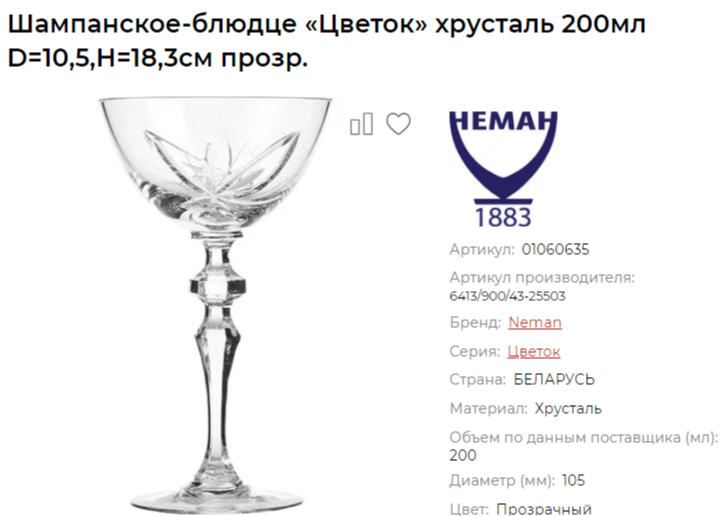 Шампанское-блюдце «Цветок» хрусталь 200мл
D=10,5,H=18,3см прозр.
НЕМАН
1883
Артикул: 01060635
Артикул производителя:
6413/900/43-25503
Бренд: Neman
Серия: Цветок
Страна: БЕЛАРУСЬ
Материал: Хрусталь
Объем по данным поставщика (мл):
200
Диаметр (мм): 105
Цвет: Прозрачный